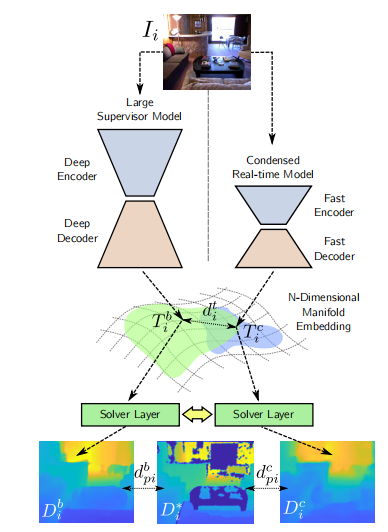 I_i
Large
Supervisor Model
Condensed
Real-time Model
Deep
Encoder
Fast
Encoder
Deep
Decoder
Fast
Decoder
N-Dimensional
Manifold
Embedding
d_i^t
T_i^b
T_i^c
Solver Layer
Solver Layer
d_{pi}^b
d_{pi}^c
D_i^b
D_i^*
D_i^c